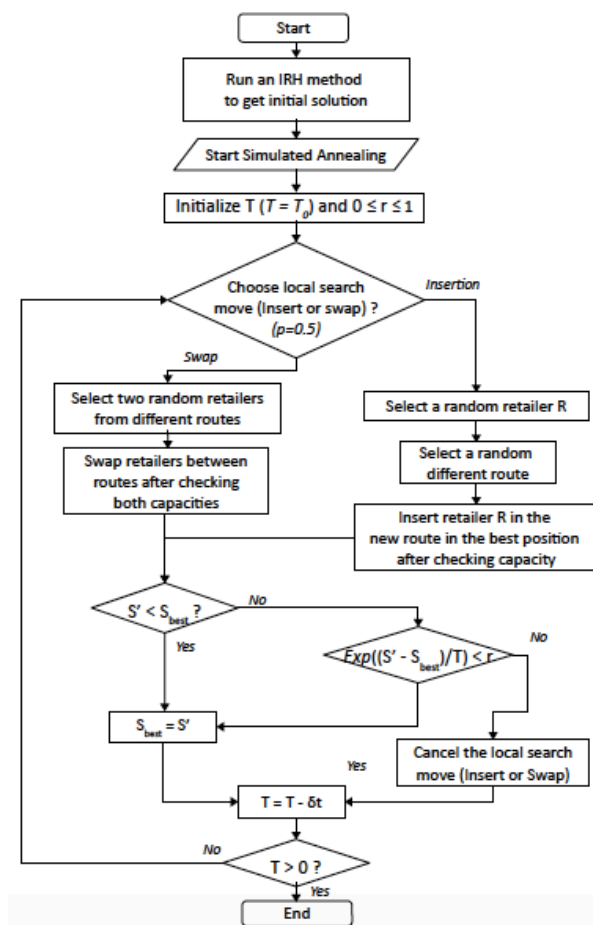 Start
Run an IRH method
to get initial solution
Start Simulated Annealing
Initialize T (T = T0) and 0 ≤ r ≤ 1
Choose local search
move (Insert or swap) ?
(p=0.5)
Insertion
Swap
Select two random retailers
from different routes
Select a random retailer R
Swap retailers between
routes after checking
both capacities
Select a random
different route
Insert retailer R in the
new route in the best position
after checking capacity
S' < Sbest ?
No
Yes
Exp((S' - Sbest)/T) < r
No
Sbest = S'
Cancel the local search
move (Insert or Swap)
Yes
T = T - δt
No
T > 0 ?
Yes
End